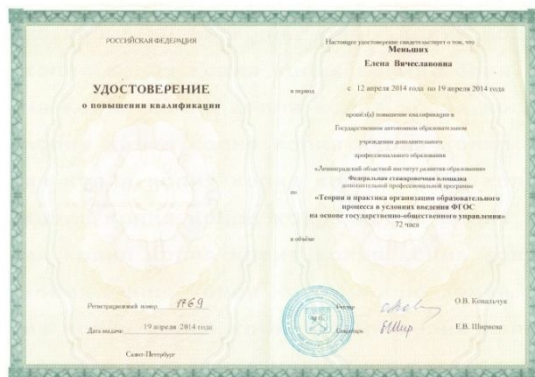 РОССИЙСКАЯ ФЕДЕРАЦИЯ
УДОСТОВЕРЕНИЕ
о повышении квалификации
Регистрационный номер 1769
Дата выдачи 19 апреля 2014 года
Санкт-Петербург
Настоящее удостоверение свидетельствует о том, что
Меньших
Елена Вячеславовна
в период с 12 апреля 2014 года по 19 апреля 2014 года
прошёл(а) повышение квалификации в
Государственном автономном образовательном
учреждении дополнительного
профессионального образования
«Ленинградский областной институт развития образования»
Федеральная стажировочная площадка
дополнительной профессиональной программе
по
«Теория и практика организации образовательного
процесса в условиях введения ФГОС
на основе государственно-общественного управления»
72 часа
в объёме
Ректор О.В. Ковальчук
Секретарь Е.В. Ширяева